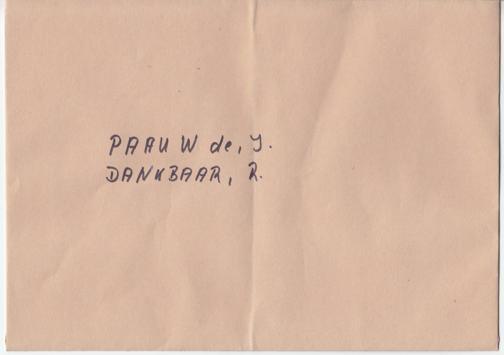 PAAUW de, J.
DANKBAAR, R.